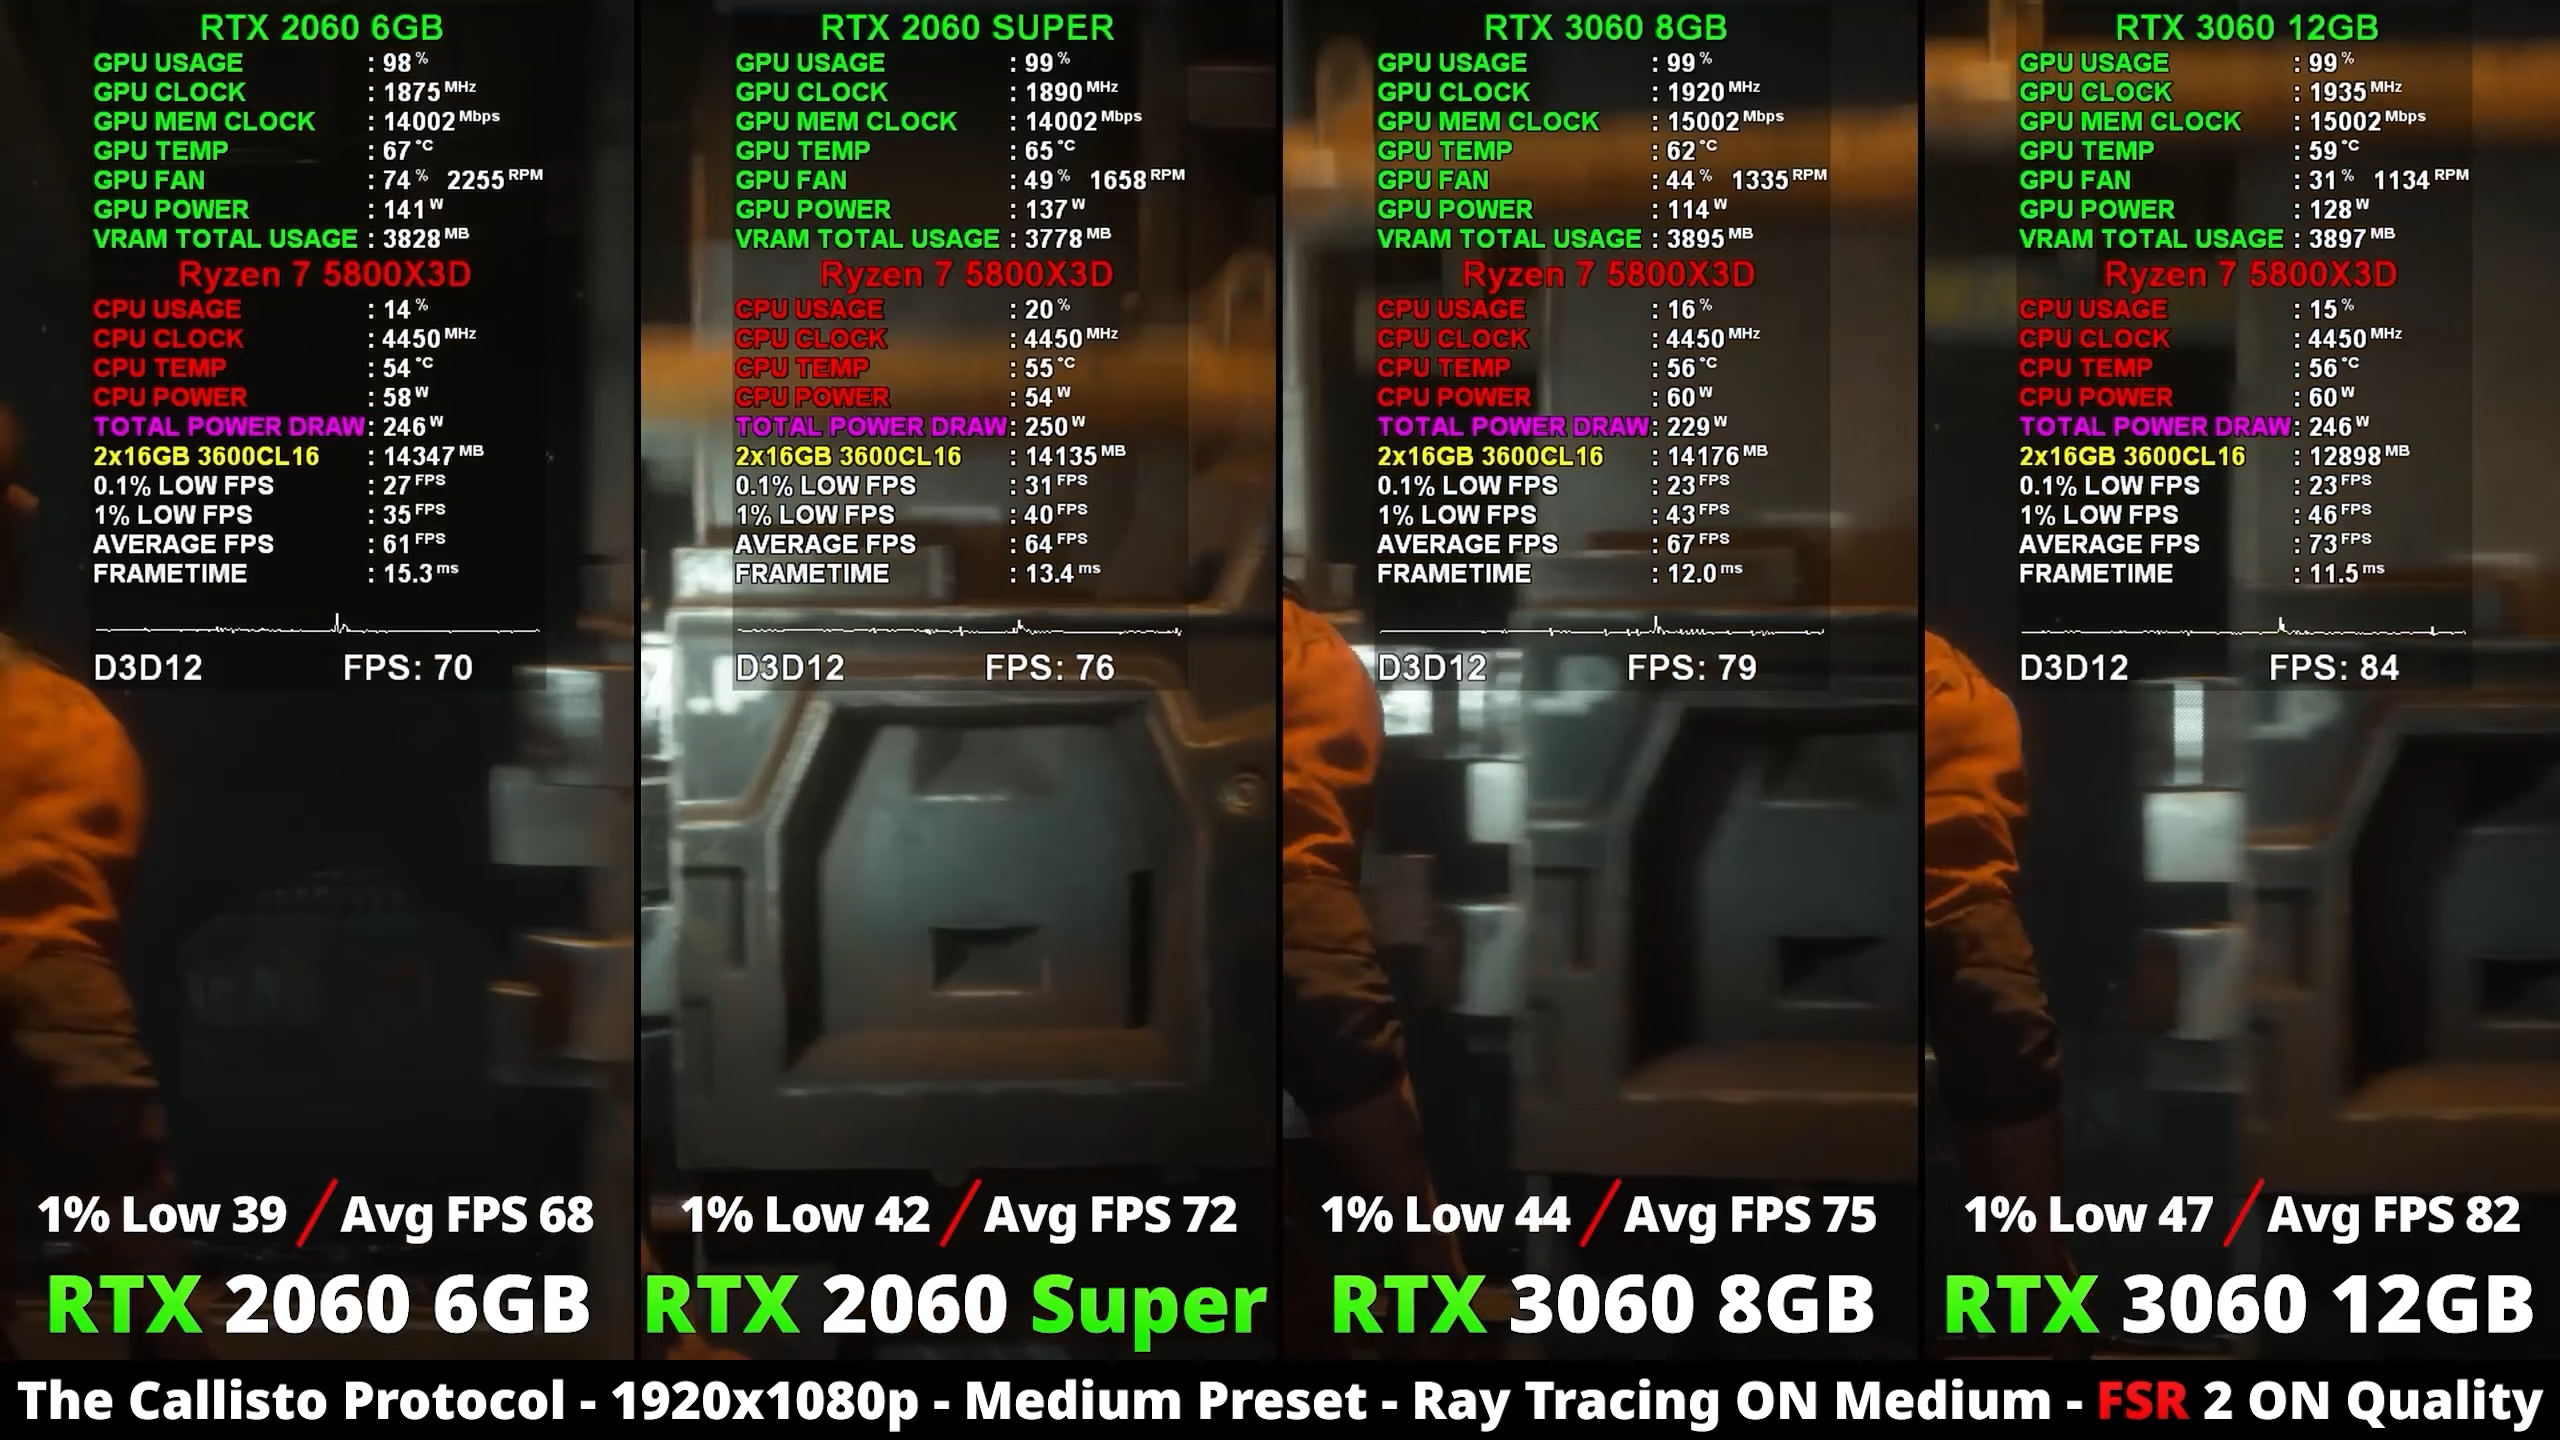 RTX 2060 6GB
GPU USAGE : 98 %
GPU CLOCK : 1875 MHz
GPU MEM CLOCK : 14002 Mbps
GPU TEMP : 67 °C
GPU FAN : 74 % 2255 RPM
GPU POWER : 141 W
VRAM TOTAL USAGE : 3828 MB
Ryzen 7 5800X3D
CPU USAGE : 14 %
CPU CLOCK : 4450 MHz
CPU TEMP : 54 °C
CPU POWER : 58 W
TOTAL POWER DRAW : 246 W
2x16GB 3600CL16 : 14347 MB
0.1% LOW FPS : 27 FPS
1% LOW FPS : 35 FPS
AVERAGE FPS : 61 FPS
FRAMETIME : 15.3 ms
D3D12 FPS: 70
1% Low 39 / Avg FPS 68
RTX 2060 6GB
RTX 2060 SUPER
GPU USAGE : 99 %
GPU CLOCK : 1890 MHz
GPU MEM CLOCK : 14002 Mbps
GPU TEMP : 65 °C
GPU FAN : 49 % 1658 RPM
GPU POWER : 137 W
VRAM TOTAL USAGE : 3778 MB
Ryzen 7 5800X3D
CPU USAGE : 20 %
CPU CLOCK : 4450 MHz
CPU TEMP : 55 °C
CPU POWER : 54 W
TOTAL POWER DRAW : 250 W
2x16GB 3600CL16 : 14135 MB
0.1% LOW FPS : 31 FPS
1% LOW FPS : 40 FPS
AVERAGE FPS : 64 FPS
FRAMETIME : 13.4 ms
D3D12 FPS: 76
1% Low 42 / Avg FPS 72
RTX 2060 Super
RTX 3060 8GB
GPU USAGE : 99 %
GPU CLOCK : 1920 MHz
GPU MEM CLOCK : 15002 Mbps
GPU TEMP : 62 °C
GPU FAN : 44 % 1335 RPM
GPU POWER : 114 W
VRAM TOTAL USAGE : 3895 MB
Ryzen 7 5800X3D
CPU USAGE : 16 %
CPU CLOCK : 4450 MHz
CPU TEMP : 56 °C
CPU POWER : 60 W
TOTAL POWER DRAW : 229 W
2x16GB 3600CL16 : 14176 MB
0.1% LOW FPS : 23 FPS
1% LOW FPS : 43 FPS
AVERAGE FPS : 67 FPS
FRAMETIME : 12.0 ms
D3D12 FPS: 79
1% Low 44 / Avg FPS 75
RTX 3060 8GB
RTX 3060 12GB
GPU USAGE : 99 %
GPU CLOCK : 1935 MHz
GPU MEM CLOCK : 15002 Mbps
GPU TEMP : 59 °C
GPU FAN : 31 % 1134 RPM
GPU POWER : 128 W
VRAM TOTAL USAGE : 3897 MB
Ryzen 7 5800X3D
CPU USAGE : 15 %
CPU CLOCK : 4450 MHz
CPU TEMP : 56 °C
CPU POWER : 60 W
TOTAL POWER DRAW : 246 W
2x16GB 3600CL16 : 12898 MB
0.1% LOW FPS : 23 FPS
1% LOW FPS : 46 FPS
AVERAGE FPS : 73 FPS
FRAMETIME : 11.5 ms
D3D12 FPS: 84
1% Low 47 / Avg FPS 82
RTX 3060 12GB
The Callisto Protocol - 1920x1080p - Medium Preset - Ray Tracing ON Medium - FSR 2 ON Quality